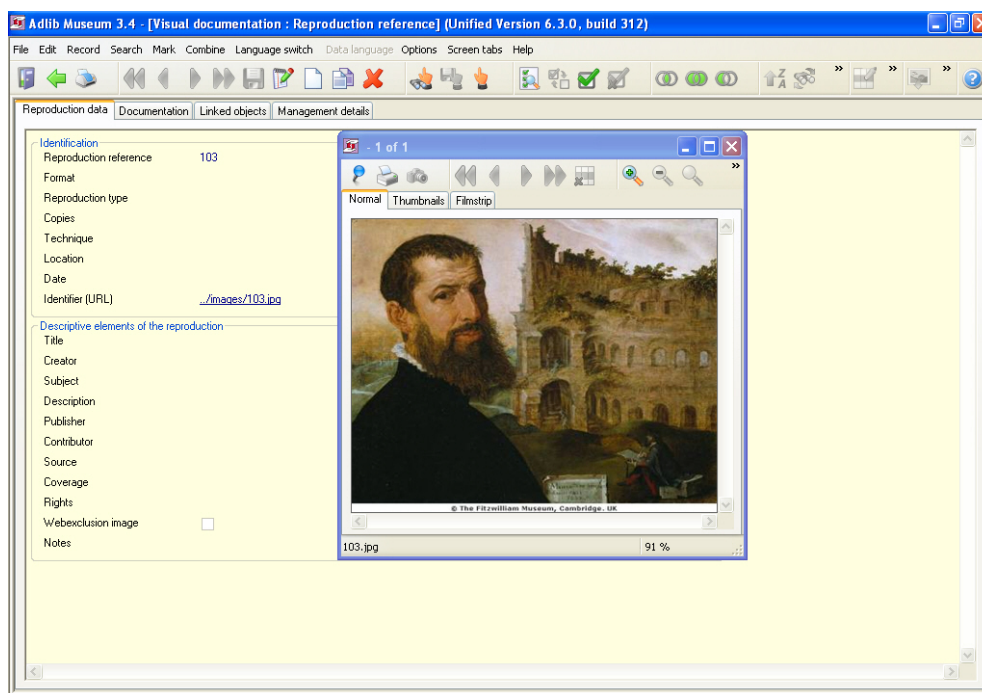 Adlib Museum 3.4 - [Visual documentation : Reproduction reference] (Unified Version 6.3.0, build 312)
File Edit Record Search Mark Combine Language switch Data language Options Screen tabs Help
Reproduction data Documentation Linked objects Management details
Identification
Reproduction reference 103
Format
Reproduction type
Copies
Technique
Location
Date
Identifier (URL) ../images/103.jpg
Descriptive elements of the reproduction
Title
Creator
Subject
Description
Publisher
Contributor
Source
Coverage
Rights
Webexclusion image
Notes
- 1 of 1
Normal Thumbnails Filmstrip
© The Fitzwilliam Museum, Cambridge. UK
103.jpg 91 %